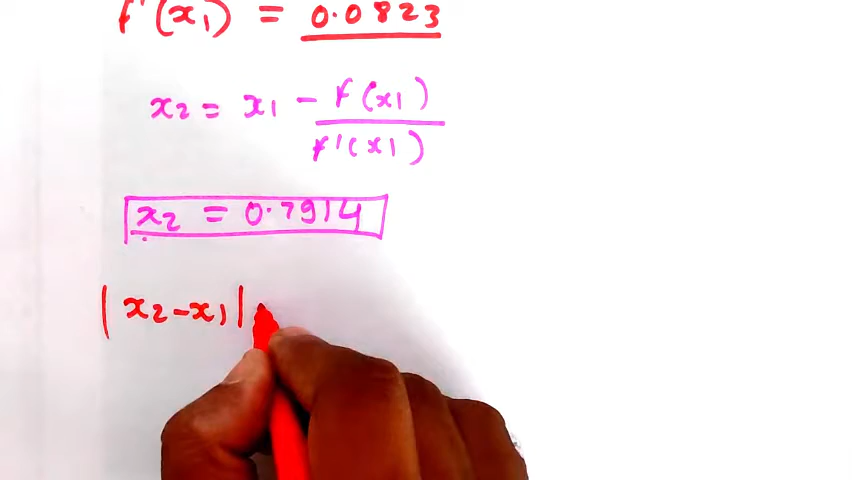 f'(x1) = 0.0823
x2 = x1 - f(x1)
f'(x1)
x2 = 0.7914
| x2 - x1 |